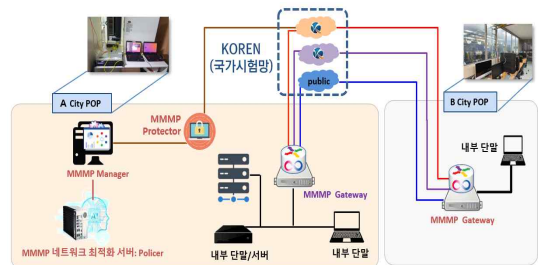 KOREN
(국가시험망)
public
A City POP
B City POP
MMMP
Protector
MMMP Manager
MMMP 네트워크 최적화 서버: Policer
MMMP Gateway
내부 단말/서버
내부 단말
내부 단말
MMMP Gateway